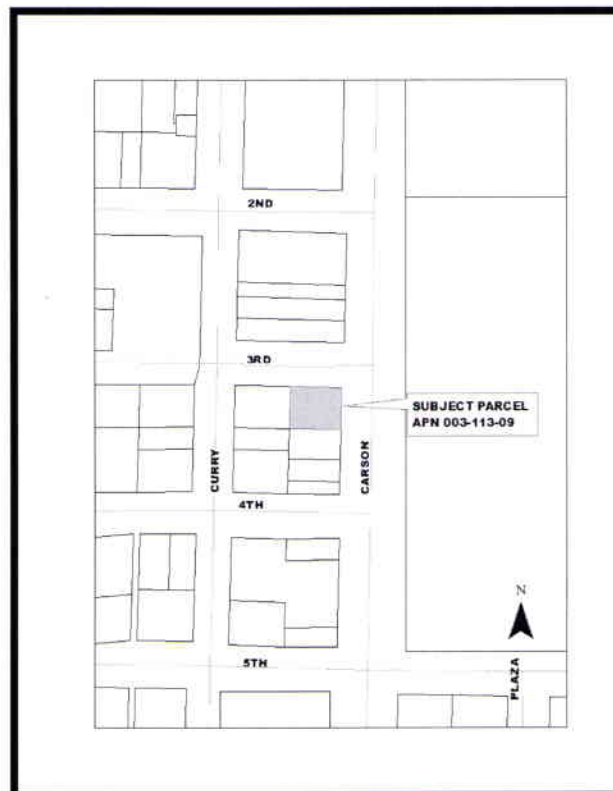 2ND
3RD
SUBJECT PARCEL
APN 003-113-09
CURRY
CARSON
4TH
N
PLAZA
5TH